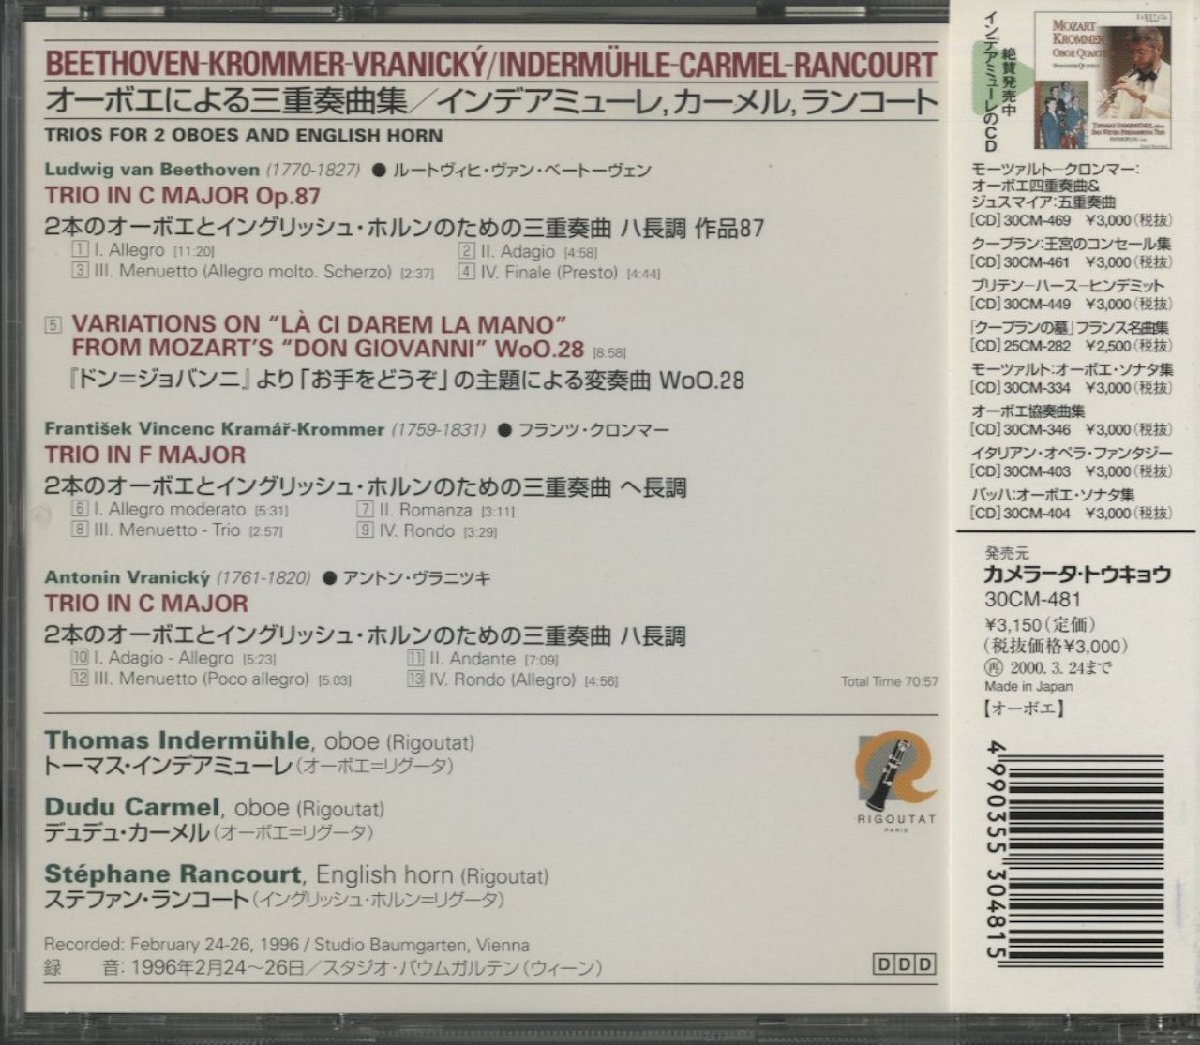 BEETHOVEN-KROMMER-VRANICKÝ/INDERMÜHLE-CARMEL-RANCOURT
オーボエによる三重奏曲集／インデアミューレ,カーメル,ランコート
TRIOS FOR 2 OBOES AND ENGLISH HORN
Ludwig van Beethoven (1770-1827) ● ルートヴィヒ・ヴァン・ベートーヴェン
TRIO IN C MAJOR Op.87
2本のオーボエとイングリッシュ・ホルンのための三重奏曲 ハ長調 作品87
1 I. Allegro [11:20] 2 II. Adagio [4:58]
3 III. Menuetto (Allegro molto. Scherzo) [2:37] 4 IV. Finale (Presto) [4:44]
5 VARIATIONS ON “LÀ CI DAREM LA MANO”
FROM MOZART'S “DON GIOVANNI” WoO.28 [8:58]
『ドン＝ジョバンニ』より「お手をどうぞ」の主題による変奏曲 WoO.28
František Vincenc Kramář-Krommer (1759-1831) ● フランツ・クロンマー
TRIO IN F MAJOR
2本のオーボエとイングリッシュ・ホルンのための三重奏曲 ヘ長調
6 I. Allegro moderato [5:31] 7 II. Romanza [3:11]
8 III. Menuetto - Trio [2:57] 9 IV. Rondo [3:29]
Antonin Vranický (1761-1820) ● アントン・ヴラニツキ
TRIO IN C MAJOR
2本のオーボエとイングリッシュ・ホルンのための三重奏曲 ハ長調
10 I. Adagio - Allegro [5:23] 11 II. Andante [7:09]
12 III. Menuetto (Poco allegro) [5.03] 13 IV. Rondo (Allegro) [4:56]
Total Time 70:57
Thomas Indermühle, oboe (Rigoutat)
トーマス・インデアミューレ(オーボエ＝リグータ)
Dudu Carmel, oboe (Rigoutat)
デュデュ・カーメル(オーボエ＝リグータ)
Stéphane Rancourt, English horn (Rigoutat)
ステファン・ランコート(イングリッシュ・ホルン＝リグータ)
RIGOUTAT
PARIS
Recorded: February 24-26, 1996 / Studio Baumgarten, Vienna
録　音: 1996年2月24～26日／スタジオ・バウムガルテン(ウィーン)
DDD
絶賛発売中
インデアミューレのCD
MOZART
KROMMER
OBOE QUARTETS
モーツァルト-クロンマー:
オーボエ四重奏曲&
ジュスマイア:五重奏曲
[CD]30CM-469 ¥3,000(税抜)
クープラン:王宮のコンセール集
[CD]30CM-461 ¥3,000(税抜)
ブリテン-ハース-ヒンデミット
[CD]30CM-449 ¥3,000(税抜)
「クープランの墓」フランス名曲集
[CD]25CM-282 ¥2,500(税抜)
モーツァルト:オーボエ・ソナタ集
[CD]30CM-334 ¥3,000(税抜)
オーボエ協奏曲集
[CD]30CM-346 ¥3,000(税抜)
イタリアン・オペラ・ファンタジー
[CD]30CM-403 ¥3,000(税抜)
バッハ:オーボエ・ソナタ集
[CD]30CM-404 ¥3,000(税抜)
発売元
カメラータ・トウキョウ
30CM-481
¥3,150(定価)
(税抜価格¥3,000)
再 2000. 3. 24まで
Made in Japan
【オーボエ】
4 990355 304815